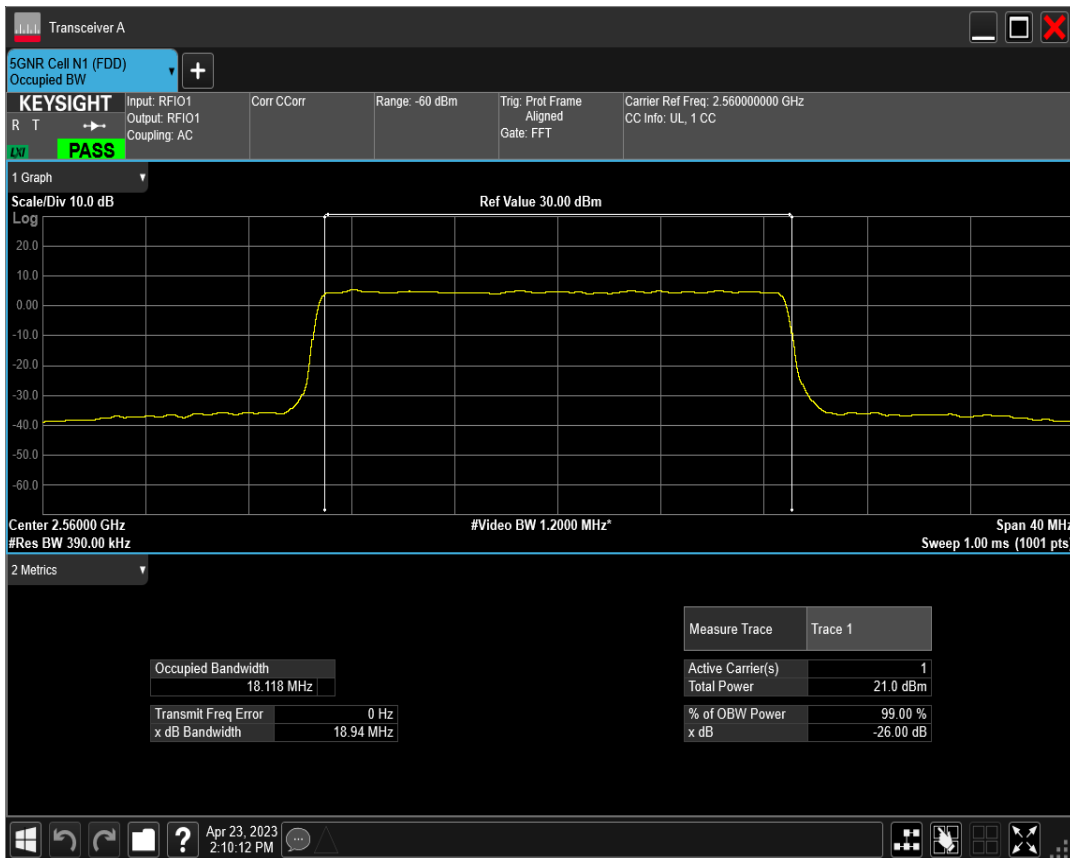 Transceiver A
5GNR Cell N1 (FDD)
Occupied BW
KEYSIGHT
R T
LXI
PASS
Input: RFIO1
Output: RFIO1
Coupling: AC
Corr CCorr
Range: -60 dBm
Trig: Prot Frame
Aligned
Gate: FFT
Carrier Ref Freq: 2.560000000 GHz
CC Info: UL, 1 CC
1 Graph
Scale/Div 10.0 dB
Ref Value 30.00 dBm
Log
20.0
10.0
0.00
-10.0
-20.0
-30.0
-40.0
-50.0
-60.0
Center 2.56000 GHz
#Video BW 1.2000 MHz*
Span 40 MHz
#Res BW 390.00 kHz
Sweep 1.00 ms (1001 pts)
2 Metrics
Measure Trace Trace 1
Occupied Bandwidth
18.118 MHz
Active Carrier(s) 1
Total Power 21.0 dBm
Transmit Freq Error 0 Hz
x dB Bandwidth 18.94 MHz
% of OBW Power 99.00 %
x dB -26.00 dB
?
Apr 23, 2023
2:10:12 PM